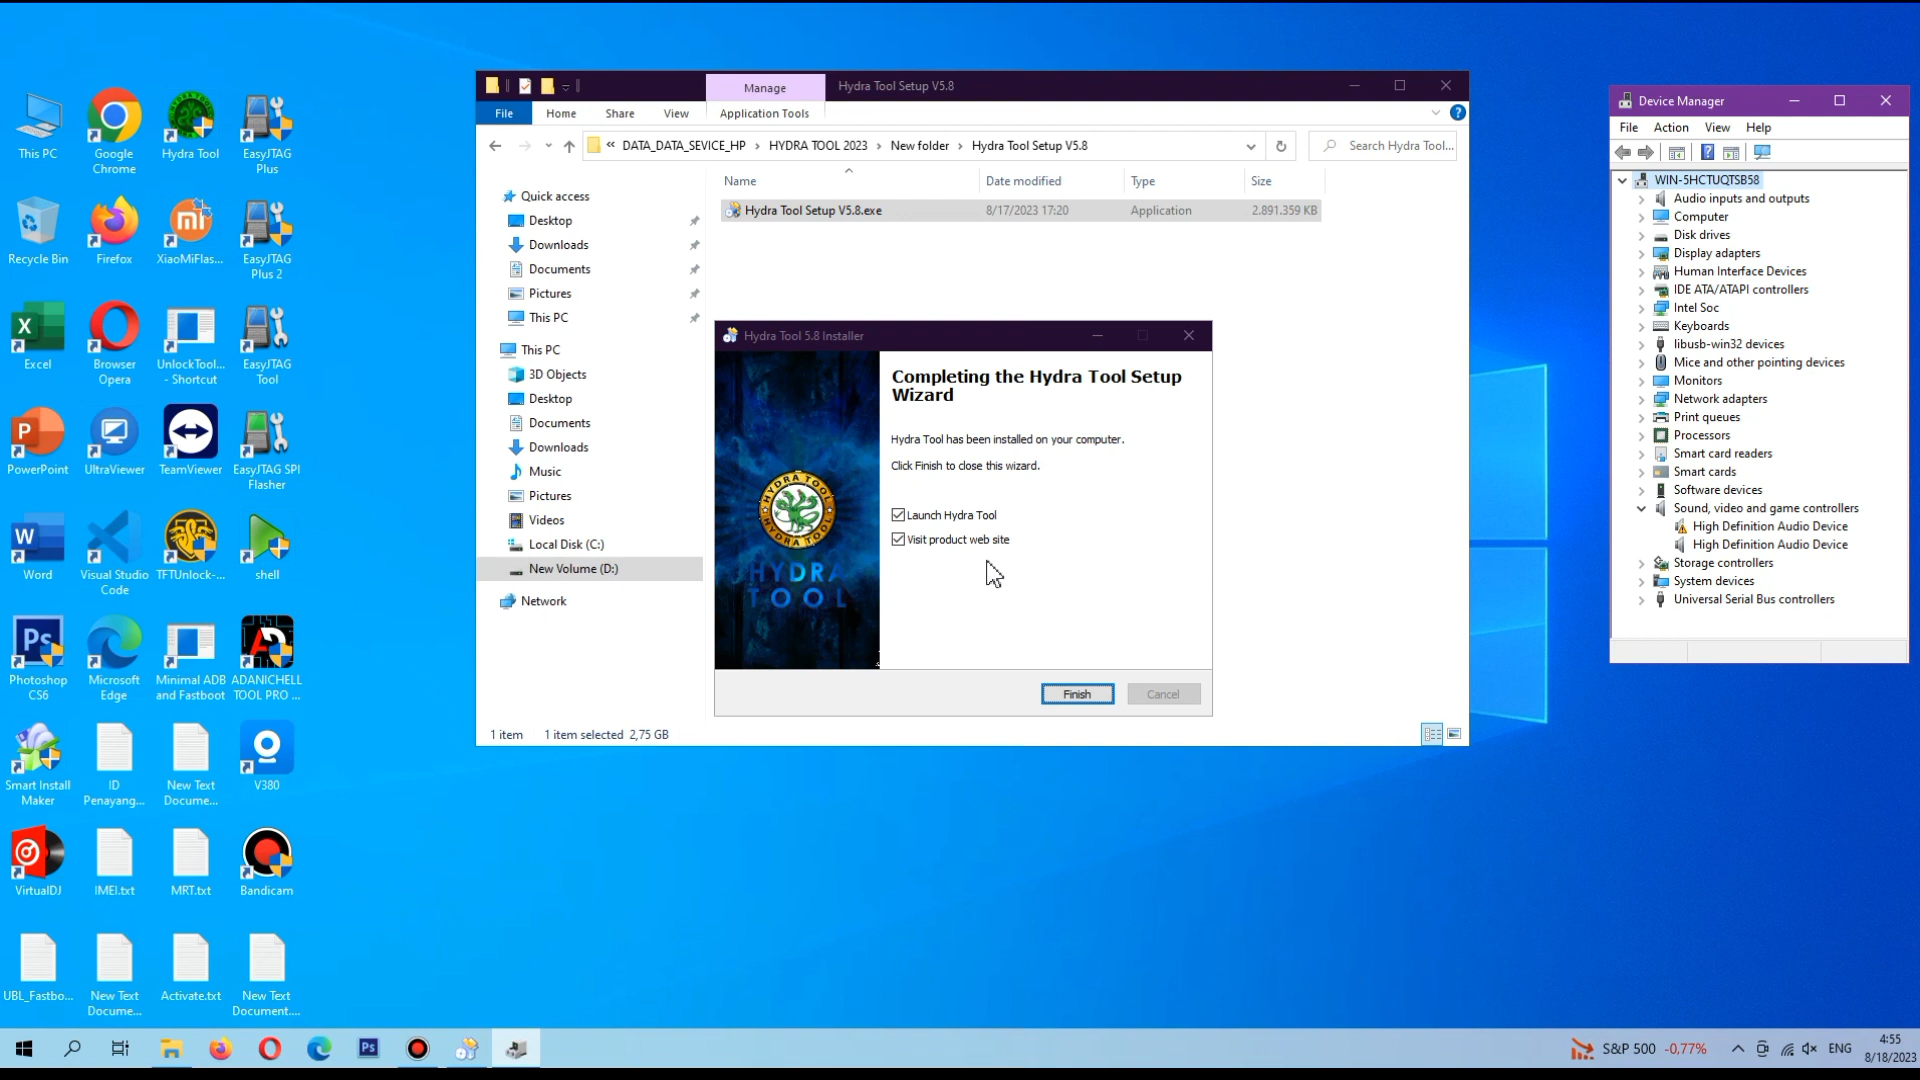 This PC
Google
Chrome
Hydra Tool
EasyJTAG
Plus
Recycle Bin
Firefox
XiaoMiFlas...
EasyJTAG
Plus 2
Excel
Browser
Opera
UnlockTool...
- Shortcut
EasyJTAG
Tool
PowerPoint
UltraViewer
TeamViewer
EasyJTAG SPI
Flasher
Word
Visual Studio
Code
TFTUnlock-...
shell
Photoshop
CS6
Microsoft
Edge
Minimal ADB
and Fastboot
ADANICHELL
TOOL PRO ...
Smart Install
Maker
ID
Penayang...
New Text
Docume...
V380
VirtualDJ
IMEI.txt
MRT.txt
Bandicam
UBL_Fastbo...
New Text
Docume...
Activate.txt
New Text
Document....
Manage
Hydra Tool Setup V5.8
File
Home
Share
View
Application Tools
« DATA_DATA_SEVICE_HP › HYDRA TOOL 2023 › New folder › Hydra Tool Setup V5.8
Search Hydra Tool...
Name
Date modified
Type
Size
Hydra Tool Setup V5.8.exe
8/17/2023 17:20
Application
2.891.359 KB
Quick access
Desktop
Downloads
Documents
Pictures
This PC
This PC
3D Objects
Desktop
Documents
Downloads
Music
Pictures
Videos
Local Disk (C:)
New Volume (D:)
Network
Hydra Tool 5.8 Installer
HYDRA TOOL
HYDRA TOOL
HYDRA
TOOL
Completing the Hydra Tool Setup
Wizard
Hydra Tool has been installed on your computer.
Click Finish to close this wizard.
Launch Hydra Tool
Visit product web site
Finish
Cancel
1 item
1 item selected 2,75 GB
Device Manager
File
Action
View
Help
WIN-5HCTUQTSB58
Audio inputs and outputs
Computer
Disk drives
Display adapters
Human Interface Devices
IDE ATA/ATAPI controllers
Intel Soc
Keyboards
libusb-win32 devices
Mice and other pointing devices
Monitors
Network adapters
Print queues
Processors
Smart card readers
Smart cards
Software devices
Sound, video and game controllers
High Definition Audio Device
High Definition Audio Device
Storage controllers
System devices
Universal Serial Bus controllers
S&P 500 -0,77%
ENG
4:55
8/18/2023